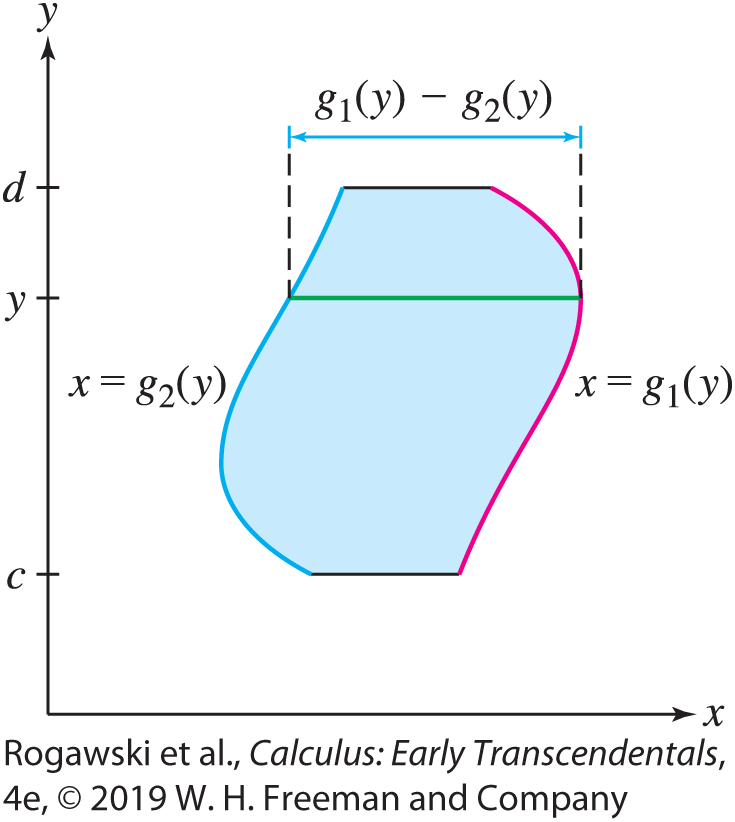 y
g₁(y) − g₂(y)
d
y
x = g₂(y)
x = g₁(y)
c
x
Rogawski et al., Calculus: Early Transcendentals,
4e, © 2019 W. H. Freeman and Company